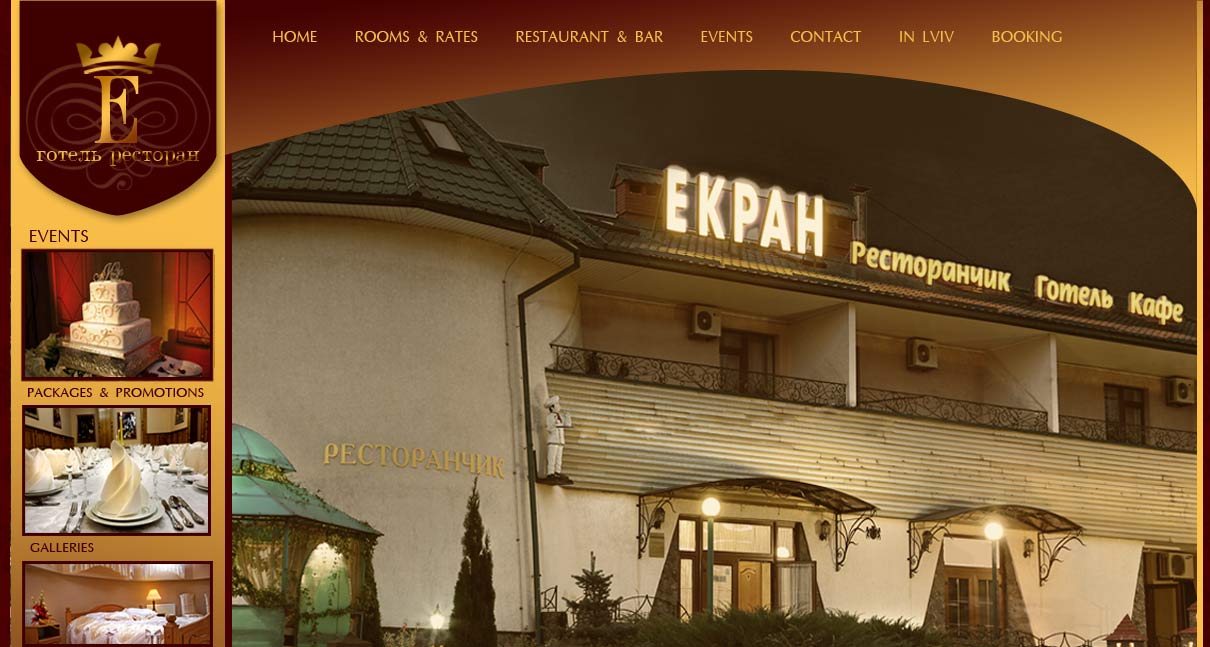 HOME
ROOMS & RATES
RESTAURANT & BAR
EVENTS
CONTACT
IN LVIV
BOOKING
Е
готель ресторан
EVENTS
PACKAGES & PROMOTIONS
GALLERIES
ЕКРАН
Ресторанчик Готель Кафе
РЕСТОРАНЧИК